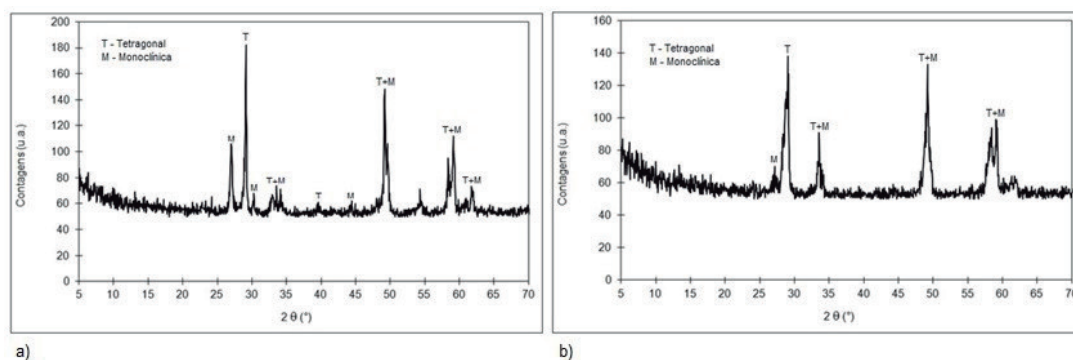 200
180
160
140
120
100
80
60
40
20
0
Contagens (u.a.)
T - Tetragonal
M - Monoclínica
M
T
M
T+M
T
M
T+M
T+M
T+M
5 10 15 20 25 30 35 40 45 50 55 60 65 70
2 θ (°)
a)
160
140
120
100
80
60
40
20
0
Contagens (u.a.)
T - Tetragonal
M - Monoclínica
M
T
T+M
T+M
T+M
5 10 15 20 25 30 35 40 45 50 55 60 65 70
2 θ (°)
b)